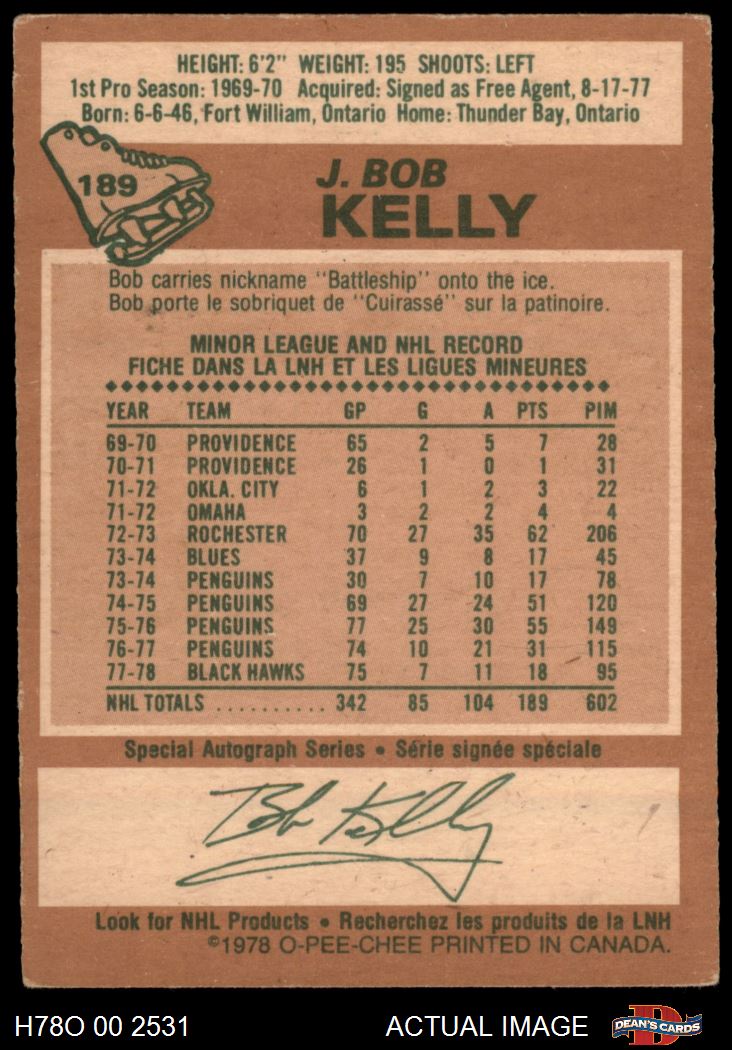 HEIGHT: 6'2" WEIGHT: 195 SHOOTS: LEFT
1st Pro Season: 1969-70 Acquired: Signed as Free Agent, 8-17-77
Born: 6-6-46, Fort William, Ontario Home: Thunder Bay, Ontario
189
J. BOB
KELLY
Bob carries nickname "Battleship" onto the ice.
Bob porte le sobriquet de "Cuirassé" sur la patinoire.
MINOR LEAGUE AND NHL RECORD
FICHE DANS LA LNH ET LES LIGUES MINEURES
YEAR TEAM GP G A PTS PIM
69-70 PROVIDENCE 65 2 5 7 28
70-71 PROVIDENCE 26 1 0 1 31
71-72 OKLA. CITY 6 1 2 3 22
71-72 OMAHA 3 2 2 4 4
72-73 ROCHESTER 70 27 35 62 206
73-74 BLUES 37 9 8 17 45
73-74 PENGUINS 30 7 10 17 78
74-75 PENGUINS 69 27 24 51 120
75-76 PENGUINS 77 25 30 55 149
76-77 PENGUINS 74 10 21 31 115
77-78 BLACK HAWKS 75 7 11 18 95
NHL TOTALS .......... 342 85 104 189 602
Special Autograph Series • Série signée spéciale
Bob Kelly
Look for NHL Products • Recherchez les produits de la LNH
©1978 O-PEE-CHEE PRINTED IN CANADA.
H78O 00 2531 ACTUAL IMAGE DEAN'S CARDS